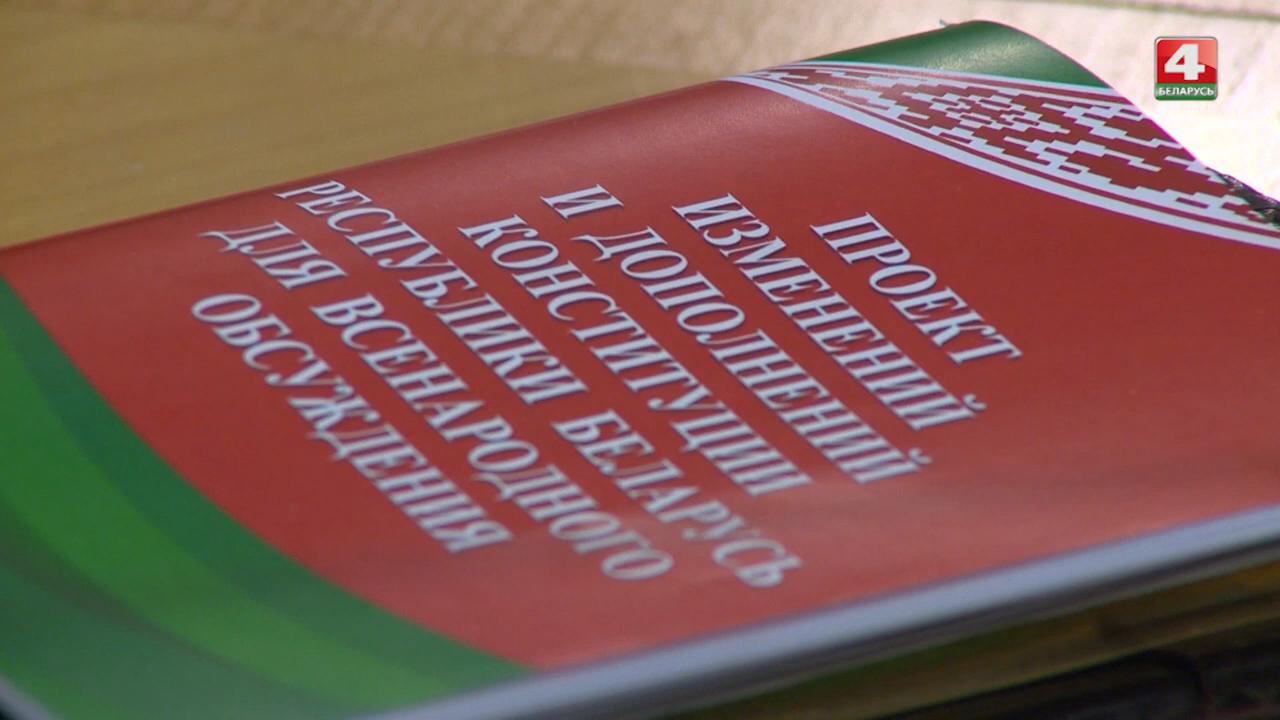 4
БЕЛАРУСЬ
ПРОЕКТ
ИЗМЕНЕНИЙ
И ДОПОЛНЕНИЙ
КОНСТИТУЦИИ
РЕСПУБЛИКИ БЕЛАРУСЬ
ДЛЯ ВСЕНАРОДНОГО
ОБСУЖДЕНИЯ